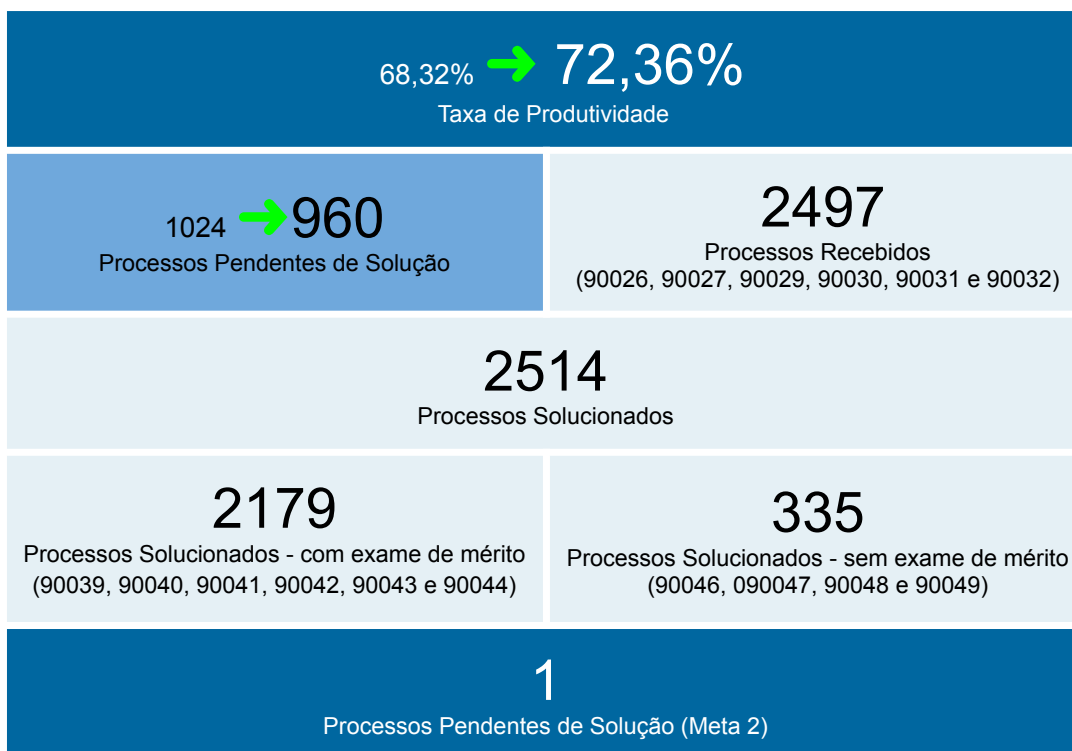 68,32% ➔ 72,36%
Taxa de Produtividade
1024 ➔ 960
Processos Pendentes de Solução
2497
Processos Recebidos
(90026, 90027, 90029, 90030, 90031 e 90032)
2514
Processos Solucionados
2179
Processos Solucionados - com exame de mérito
(90039, 90040, 90041, 90042, 90043 e 90044)
335
Processos Solucionados - sem exame de mérito
(90046, 090047, 90048 e 90049)
1
Processos Pendentes de Solução (Meta 2)